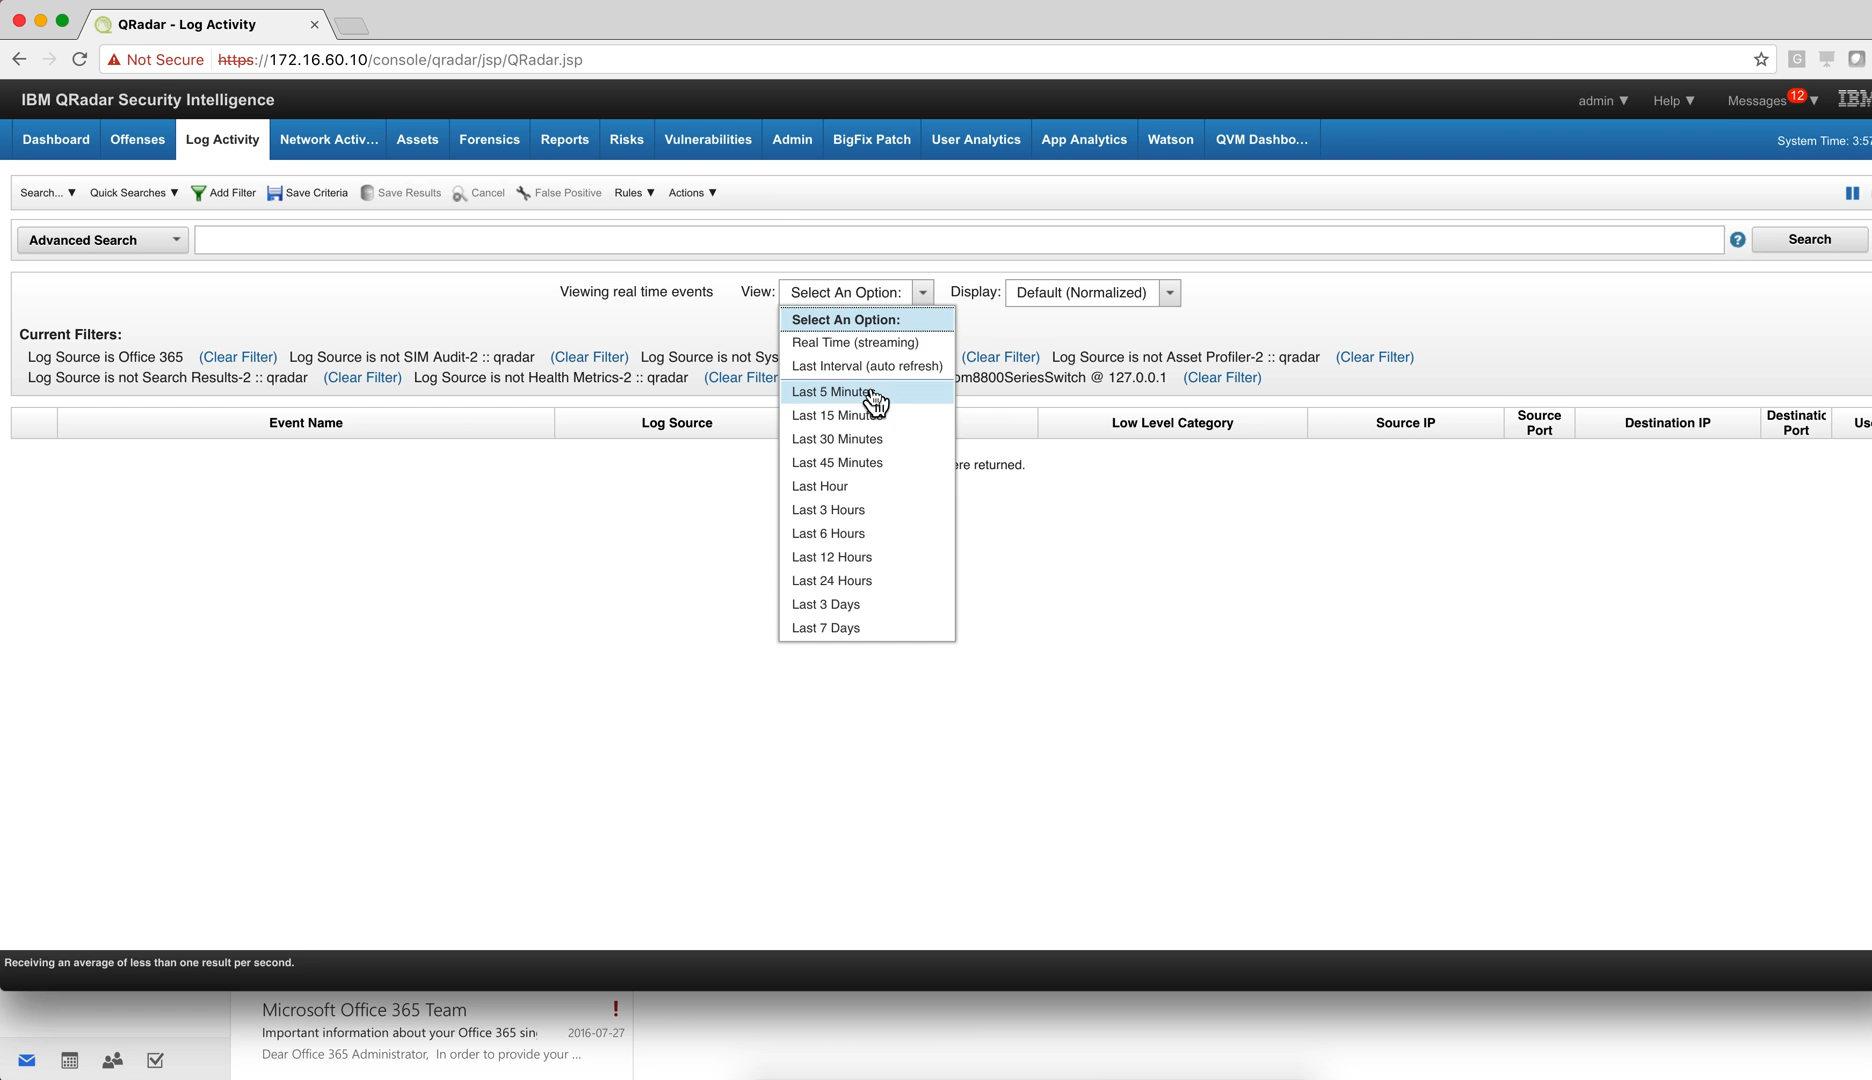 QRadar - Log Activity
Not Secure https://172.16.60.10/console/qradar/jsp/QRadar.jsp
IBM QRadar Security Intelligence
admin ▼ Help ▼ Messages 12 ▼ IBM
Dashboard Offenses Log Activity Network Activ... Assets Forensics Reports Risks Vulnerabilities Admin BigFix Patch User Analytics App Analytics Watson QVM Dashbo... System Time: 3:57
Search... ▼ Quick Searches ▼ Add Filter Save Criteria Save Results Cancel False Positive Rules ▼ Actions ▼
Advanced Search ? Search
Viewing real time events View: Select An Option: Display: Default (Normalized)
Select An Option:
Real Time (streaming)
Last Interval (auto refresh)
Last 5 Minutes
Last 15 Minutes
Last 30 Minutes
Last 45 Minutes
Last Hour
Last 3 Hours
Last 6 Hours
Last 12 Hours
Last 24 Hours
Last 3 Days
Last 7 Days
Current Filters:
Log Source is Office 365 (Clear Filter) Log Source is not SIM Audit-2 :: qradar (Clear Filter) Log Source is not Sys (Clear Filter) Log Source is not Asset Profiler-2 :: qradar (Clear Filter)
Log Source is not Search Results-2 :: qradar (Clear Filter) Log Source is not Health Metrics-2 :: qradar (Clear Filter om8800SeriesSwitch @ 127.0.0.1 (Clear Filter)
Event Name Log Source Low Level Category Source IP Source Port Destination IP Destinatic Port Us
ere returned.
Receiving an average of less than one result per second.
Microsoft Office 365 Team !
Important information about your Office 365 sin 2016-07-27
Dear Office 365 Administrator, In order to provide your ...